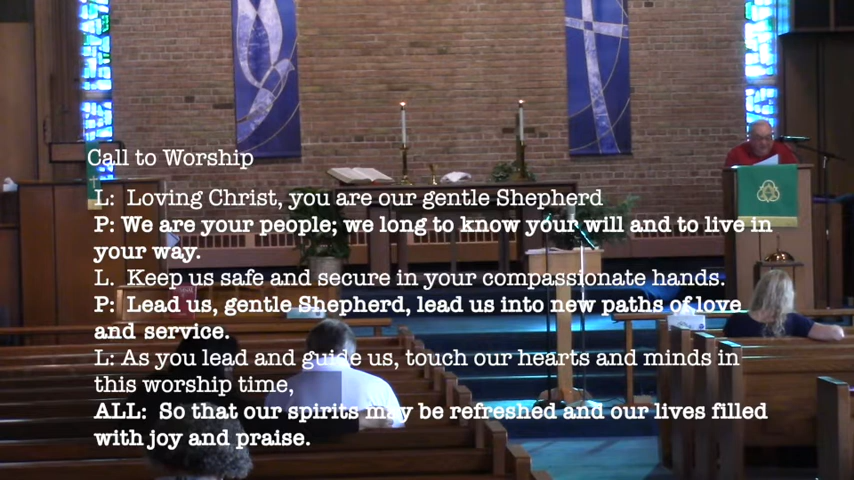 Call to Worship
L: Loving Christ, you are our gentle Shepherd
P: We are your people; we long to know your will and to live in
your way.
L. Keep us safe and secure in your compassionate hands.
P: Lead us, gentle Shepherd, lead us into new paths of love
and service.
L: As you lead and guide us, touch our hearts and minds in
this worship time,
ALL: So that our spirits may be refreshed and our lives filled
with joy and praise.